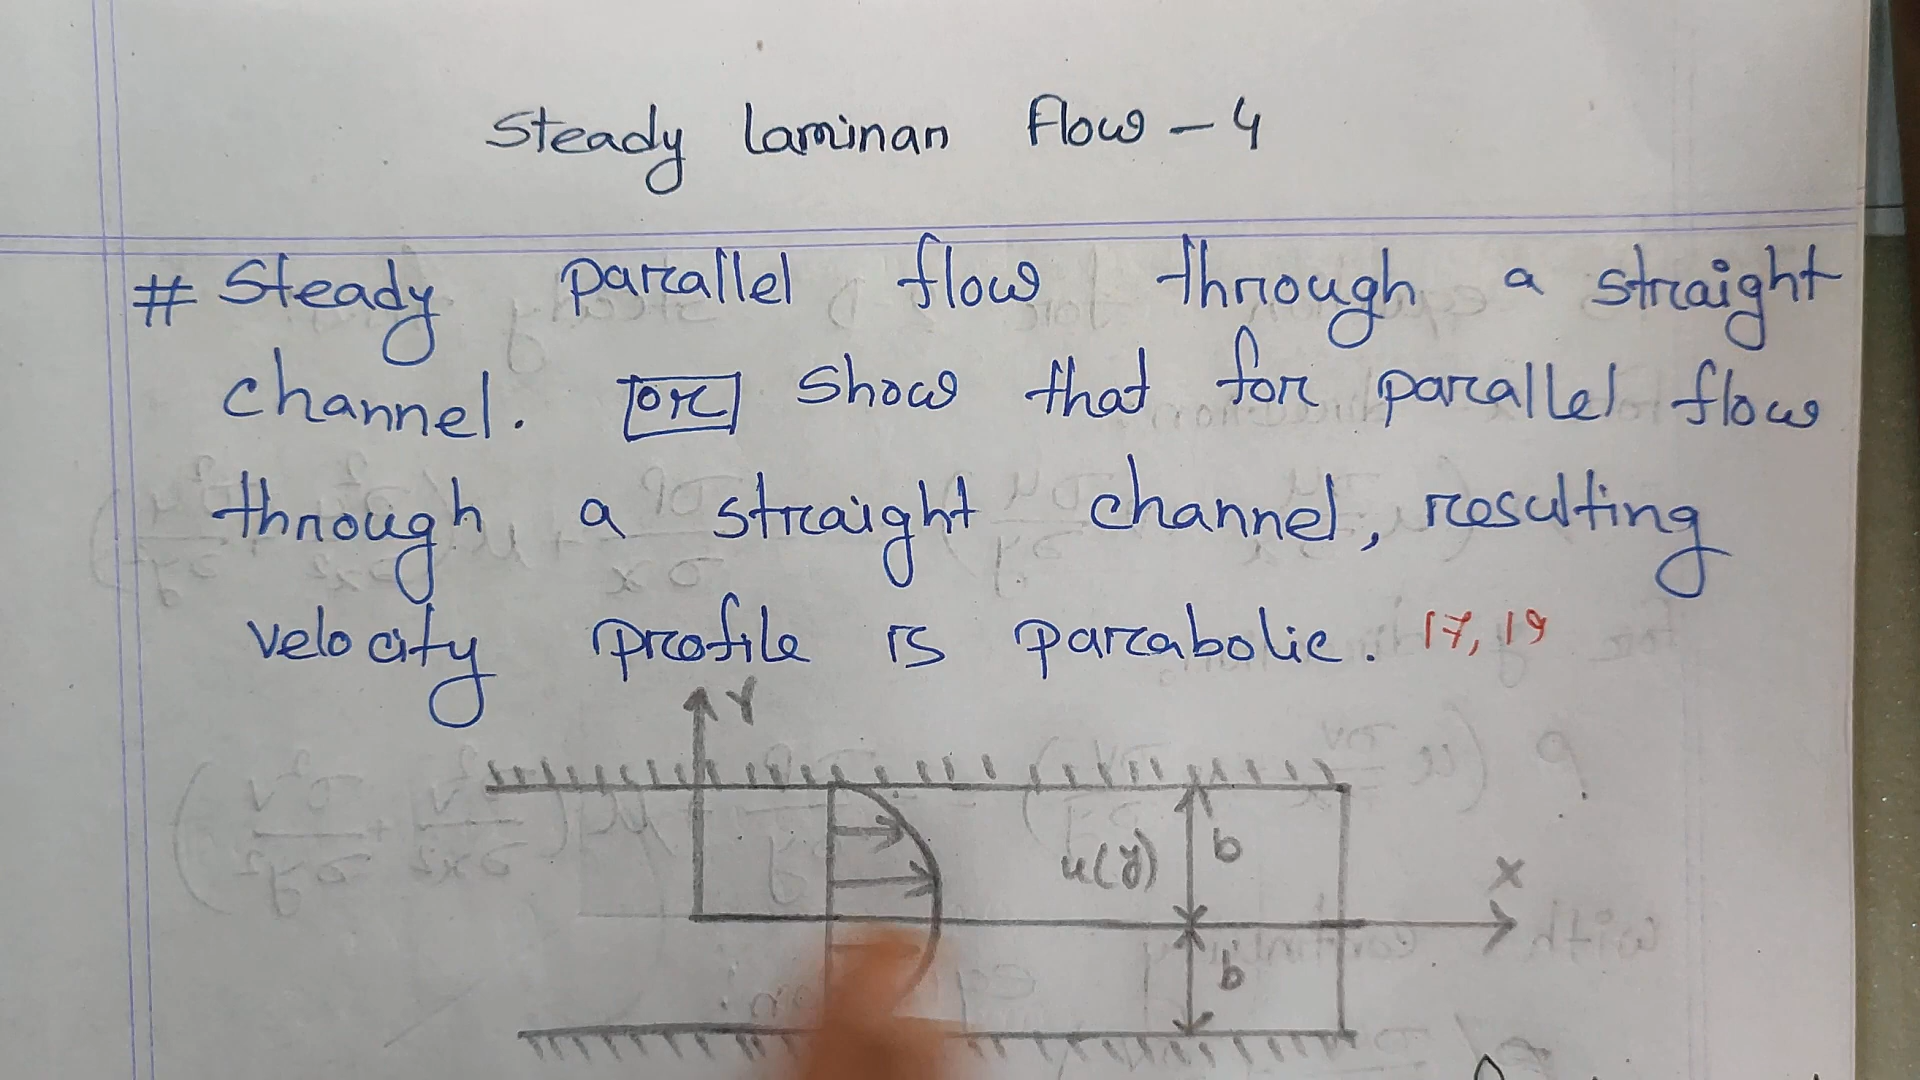 Steady laminar flow - 4
# Steady parallel flow through a straight
channel. or Show that for parallel flow
through a straight channel, resulting
velocity profile is parabolic. 17, 19
Y
u(y) b
X
b